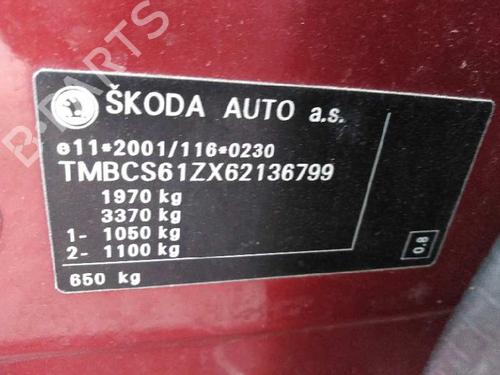 ŠKODA AUTO a.s.
e11*2001/116*0230
TMBCS61ZX62136799
1970 kg
3370 kg
1- 1050 kg
2- 1100 kg
650 kg
0.8
B-PARTS